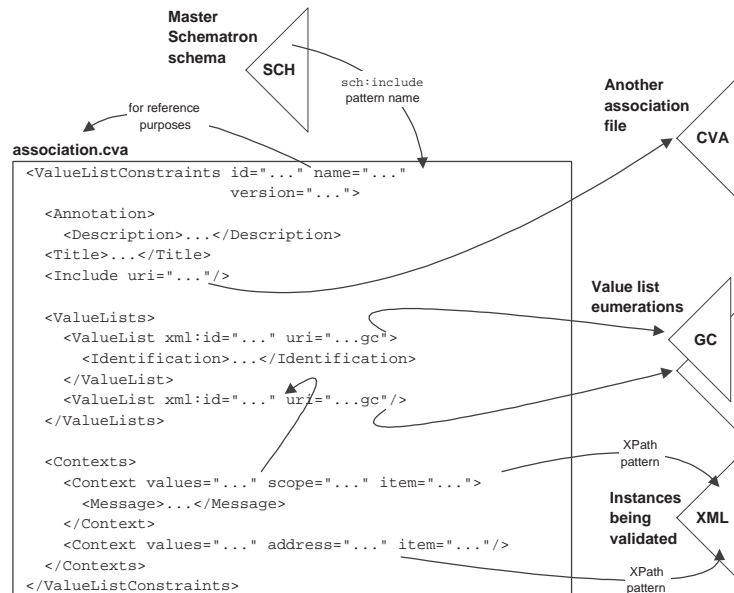 Master
Schematron
schema
SCH
sch:include
pattern name
for reference
purposes
Another
association
file
CVA
association.cva
<ValueListConstraints id="..." name="..."
version="...">
<Annotation>
<Description>...</Description>
<Title>...</Title>
<Include uri="..."/>
Value list
eumerations
GC
<ValueLists>
<ValueList xml:id="..." uri="...gc">
<Identification>...</Identification>
</ValueList>
<ValueList xml:id="..." uri="...gc"/>
</ValueLists>
<Contexts>
<Context values="..." scope="..." item="...">
<Message>...</Message>
</Context>
<Context values="..." address="..." item="..."/>
</Contexts>
</ValueListConstraints>
XPath
pattern
Instances
being
validated
XML
XPath
pattern